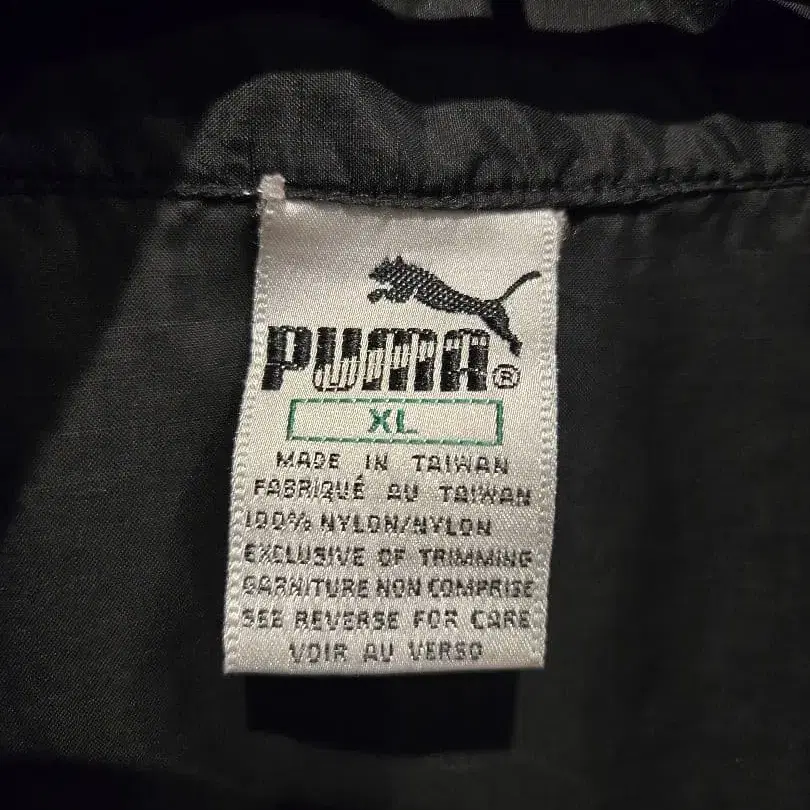 PUMA®
XL
MADE IN TAIWAN
FABRIQUÉ AU TAIWAN
100% NYLON/NYLON
EXCLUSIVE OF TRIMMING
GARNITURE NON COMPRISE
SEE REVERSE FOR CARE
VOIR AU VERSO